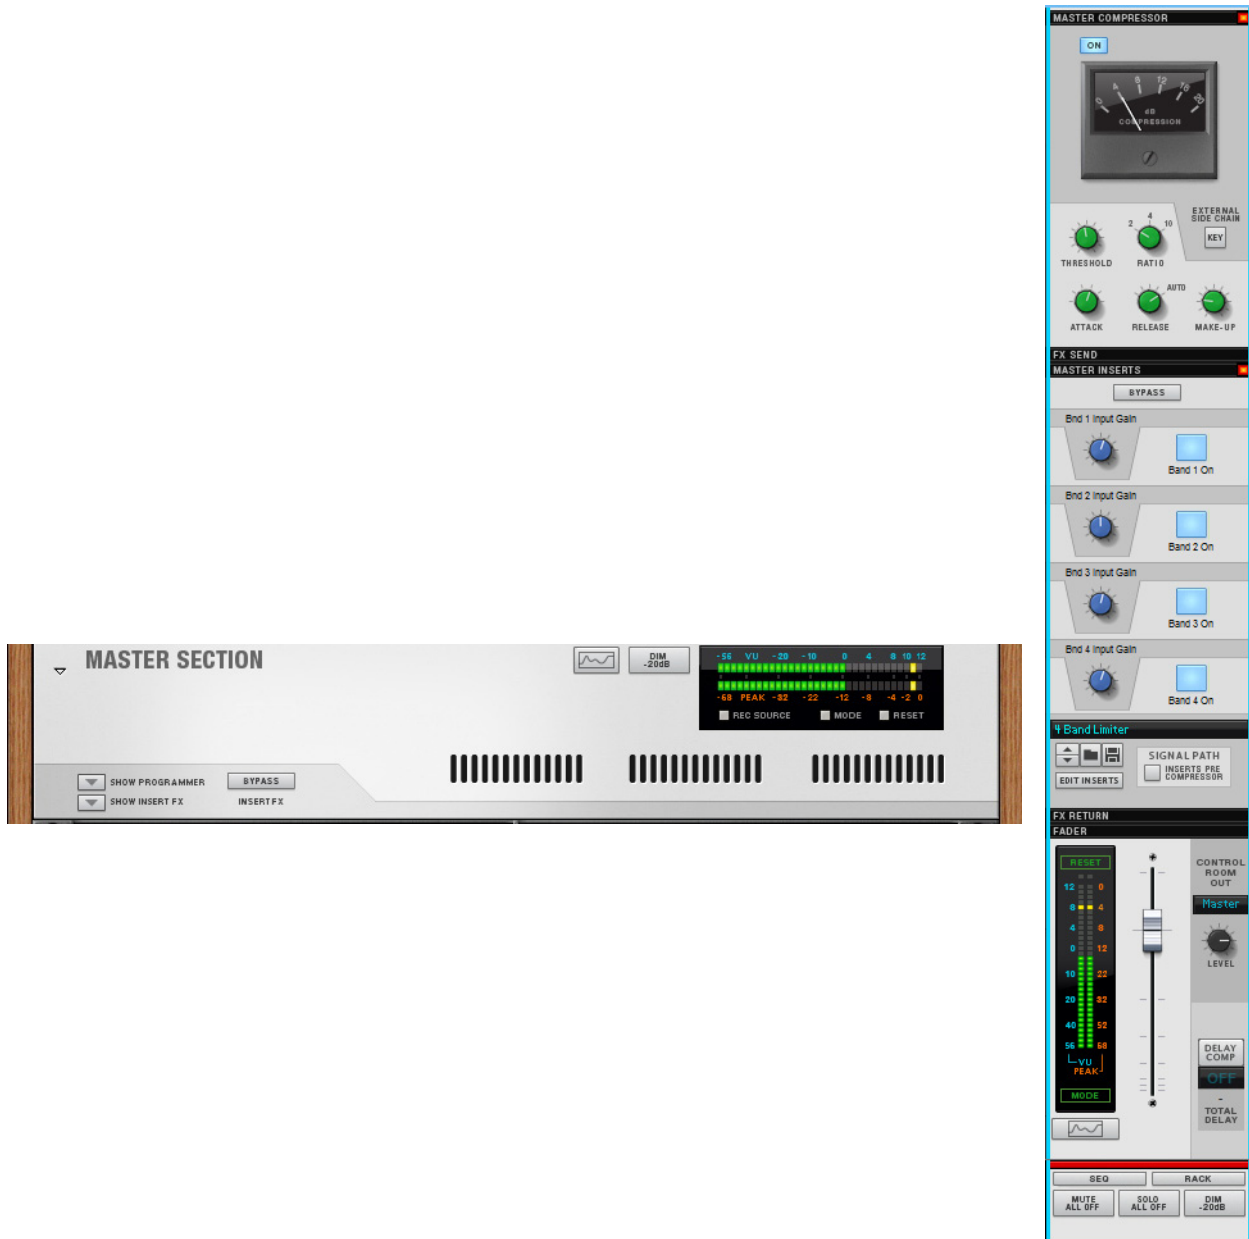 MASTER SECTION
DIM
-20dB
-56 VU -20 -10 0 4 8 10 12
-68 PEAK -32 -22 -12 -8 -4 -2 0
REC SOURCE MODE RESET
SHOW PROGRAMMER BYPASS
SHOW INSERT FX INSERT FX
MASTER COMPRESSOR
ON
0 4 8 12 16 20
dB
COMPRESSION
EXTERNAL
SIDE CHAIN
2 4 10
KEY
THRESHOLD RATIO
AUTO
ATTACK RELEASE MAKE-UP
FX SEND
MASTER INSERTS
BYPASS
Bnd 1 Input Gain
Band 1 On
Bnd 2 Input Gain
Band 2 On
Bnd 3 Input Gain
Band 3 On
Bnd 4 Input Gain
Band 4 On
4 Band Limiter
SIGNAL PATH
INSERTS PRE
COMPRESSOR
EDIT INSERTS
FX RETURN
FADER
RESET
12 0
8 4
4 8
0 12
10 22
20 32
40 52
56 68
VU
PEAK
MODE
CONTROL
ROOM
OUT
Master
LEVEL
DELAY
COMP
OFF
-
TOTAL
DELAY
SEQ RACK
MUTE
ALL OFF
SOLO
ALL OFF
DIM
-20dB